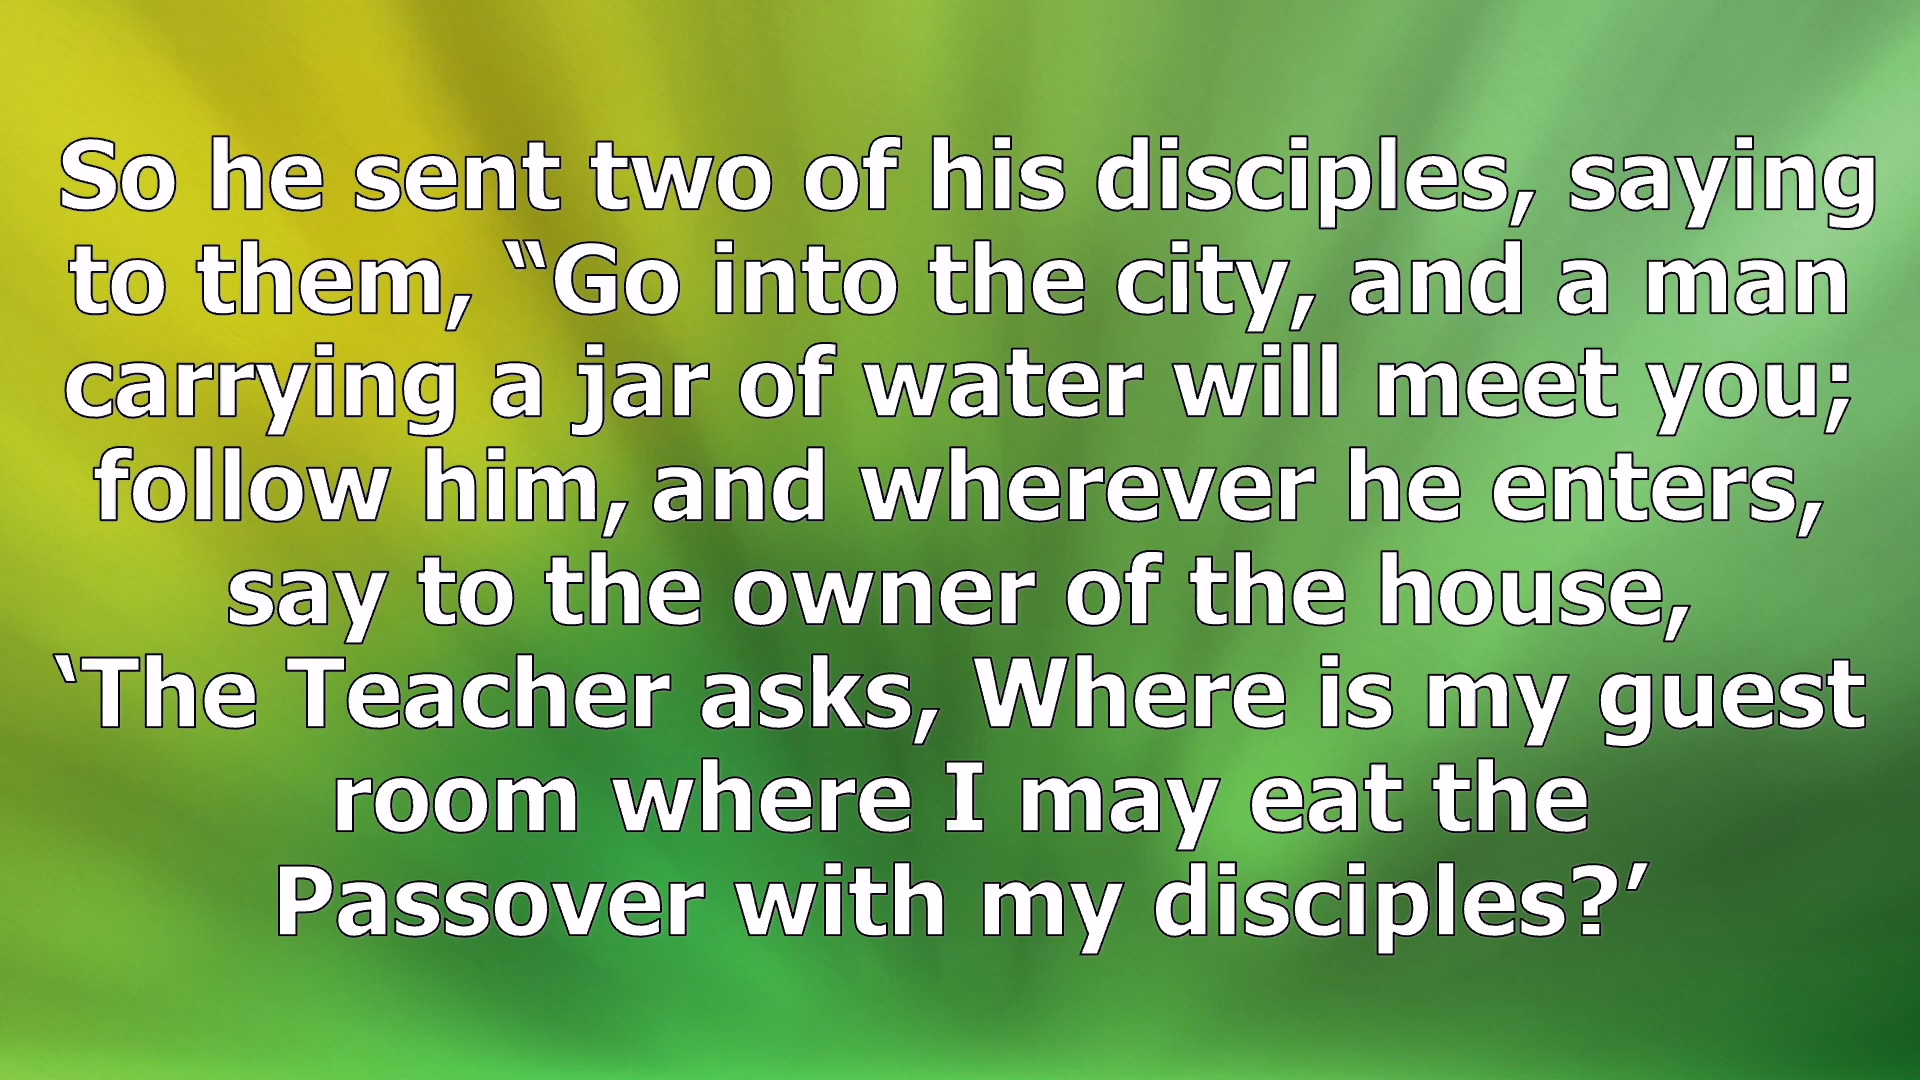 So he sent two of his disciples, saying
to them, “Go into the city, and a man
carrying a jar of water will meet you;
follow him, and wherever he enters,
say to the owner of the house,
‘The Teacher asks, Where is my guest
room where I may eat the
Passover with my disciples?’